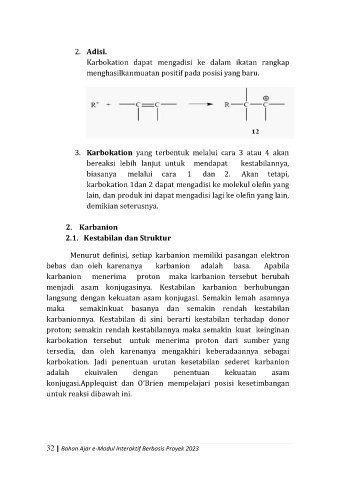 2. Adisi.
Karbokation dapat mengadisi ke dalam ikatan rangkap
menghasilkanmuatan positif pada posisi yang baru.
R⁺ + —C=C— → R—C—C— ⊕
12
3. Karbokation yang terbentuk melalui cara 3 atau 4 akan
bereaksi lebih lanjut untuk mendapat kestabilannya,
biasanya melalui cara 1 dan 2. Akan tetapi,
karbokation 1dan 2 dapat mengadisi ke molekul olefin yang
lain, dan produk ini dapat mengadisi lagi ke olefin yang lain,
demikian seterusnya.
2. Karbanion
2.1. Kestabilan dan Struktur
Menurut definisi, setiap karbanion memiliki pasangan elektron
bebas dan oleh karenanya karbanion adalah basa. Apabila
karbanion menerima proton maka karbanion tersebut berubah
menjadi asam konjugasinya. Kestabilan karbanion berhubungan
langsung dengan kekuatan asam konjugasi. Semakin lemah asamnya
maka semakinkuat basanya dan semakin rendah kestabilan
karbanionnya. Kestabilan di sini berarti kestabilan terhadap donor
proton; semakin rendah kestabilannya maka semakin kuat keinginan
karbokation tersebut untuk menerima proton dari sumber yang
tersedia, dan oleh karenanya mengakhiri keberadaannya sebagai
karbokation. Jadi penentuan urutan kesetabilan sederet karbanion
adalah ekuivalen dengan penentuan kekuatan asam
konjugasi.Applequist dan O'Brien mempelajari posisi kesetimbangan
untuk reaksi dibawah ini.
32 | Bahan Ajar e-Modul Interaktif Berbasis Proyek 2023